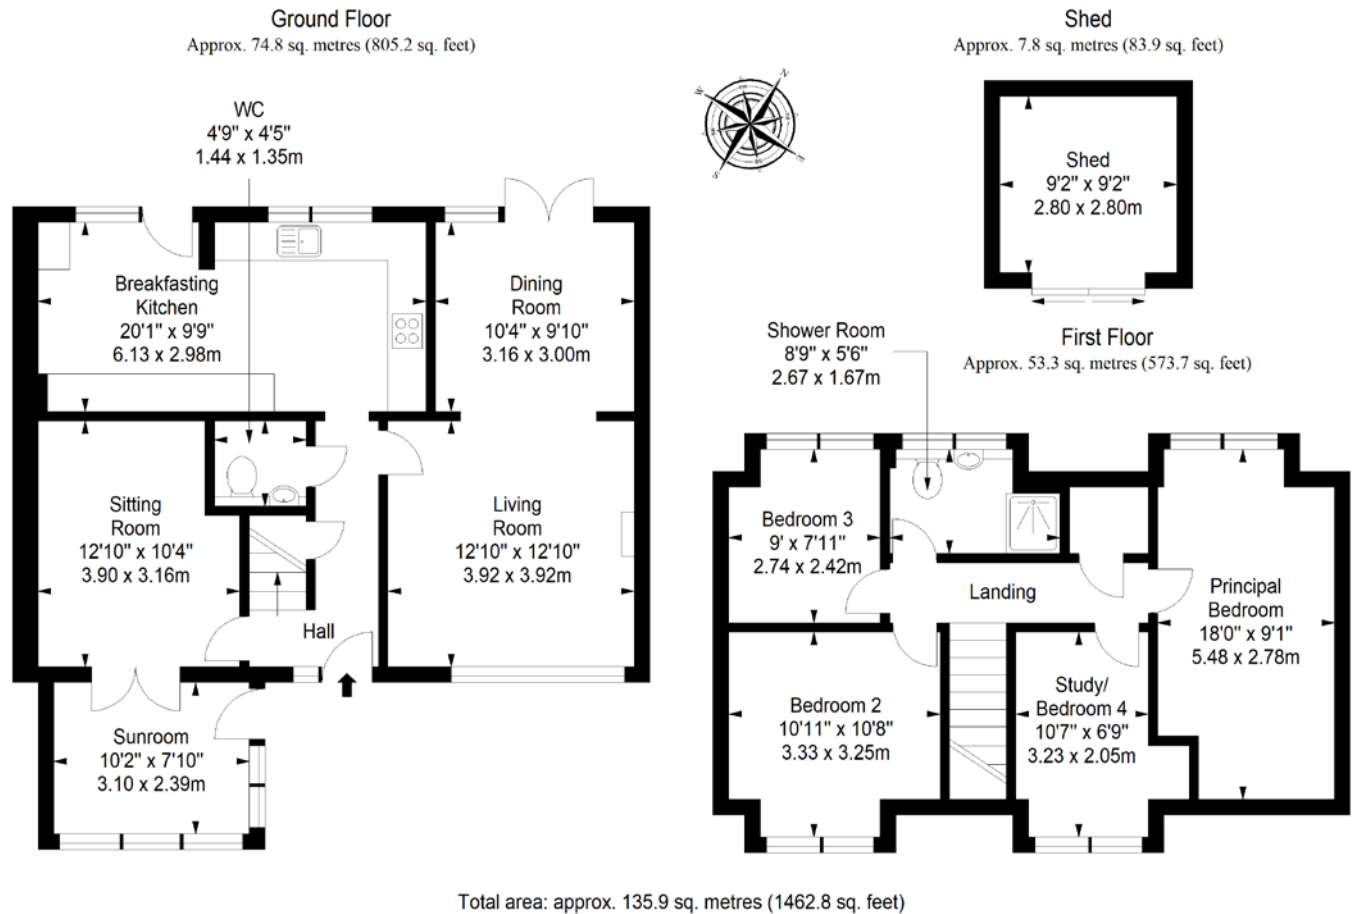 Ground Floor
Approx. 74.8 sq. metres (805.2 sq. feet)
Shed
Approx. 7.8 sq. metres (83.9 sq. feet)
WC
4'9" x 4'5"
1.44 x 1.35m
N
W
E
S
Shed
9'2" x 9'2"
2.80 x 2.80m
Breakfasting
Kitchen
20'1" x 9'9"
6.13 x 2.98m
Dining
Room
10'4" x 9'10"
3.16 x 3.00m
Shower Room
8'9" x 5'6"
2.67 x 1.67m
First Floor
Approx. 53.3 sq. metres (573.7 sq. feet)
Sitting
Room
12'10" x 10'4"
3.90 x 3.16m
Living
Room
12'10" x 12'10"
3.92 x 3.92m
Hall
Bedroom 3
9' x 7'11"
2.74 x 2.42m
Landing
Principal
Bedroom
18'0" x 9'1"
5.48 x 2.78m
Sunroom
10'2" x 7'10"
3.10 x 2.39m
Bedroom 2
10'11" x 10'8"
3.33 x 3.25m
Study/
Bedroom 4
10'7" x 6'9"
3.23 x 2.05m
Total area: approx. 135.9 sq. metres (1462.8 sq. feet)